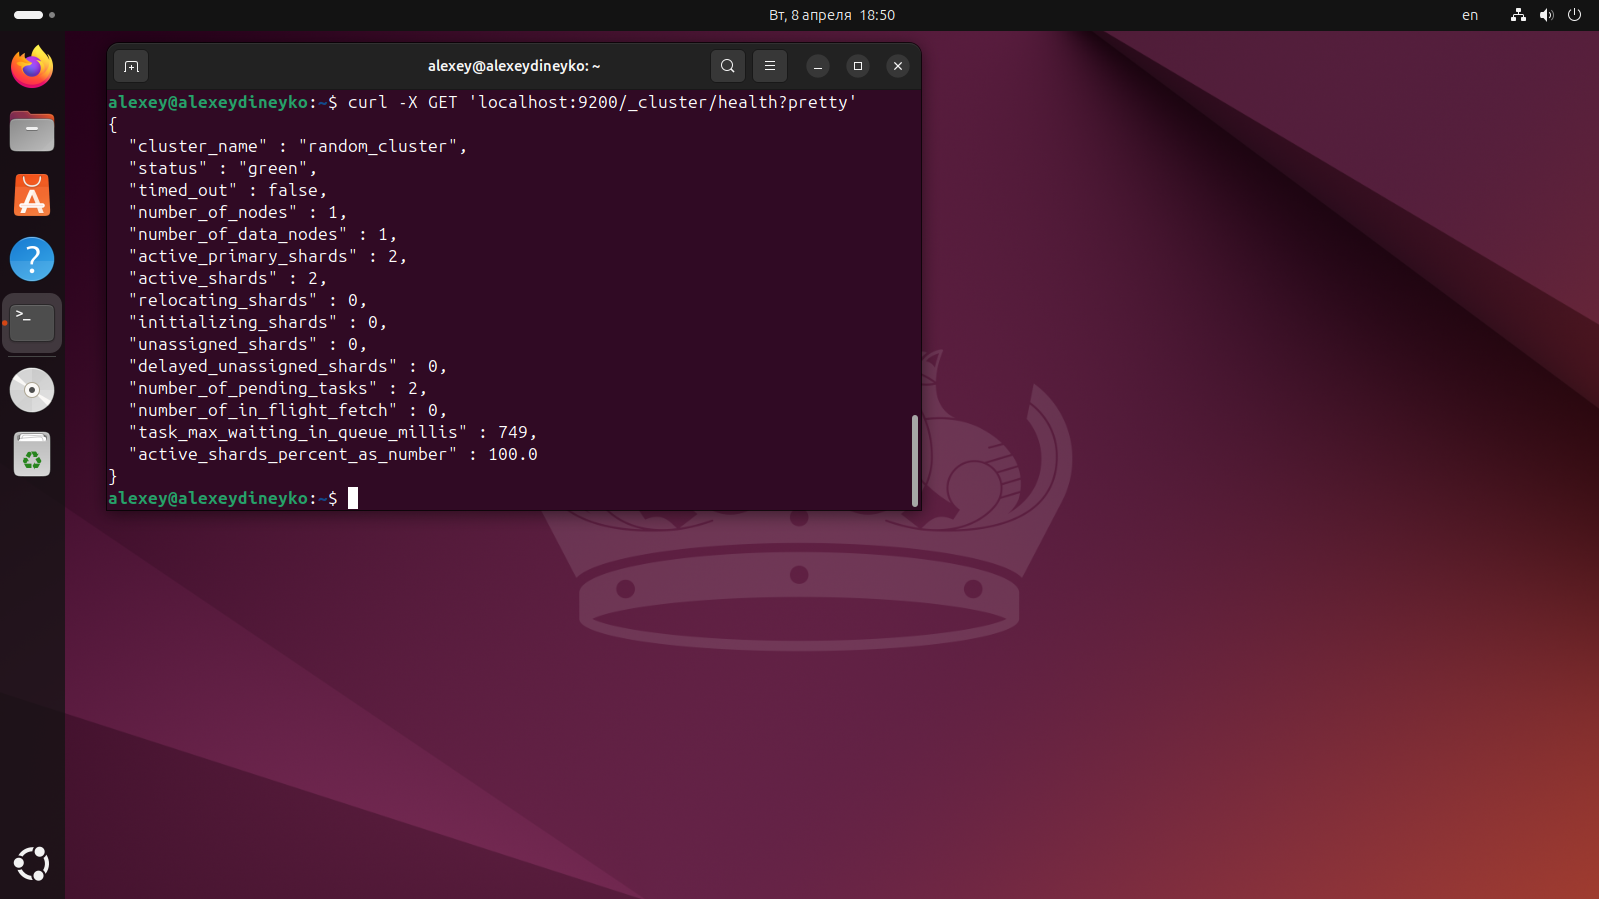 Вт, 8 апреля 18:50
en
alexey@alexeydineyko: ~
alexey@alexeydineyko:~$ curl -X GET 'localhost:9200/_cluster/health?pretty'
{
  "cluster_name" : "random_cluster",
  "status" : "green",
  "timed_out" : false,
  "number_of_nodes" : 1,
  "number_of_data_nodes" : 1,
  "active_primary_shards" : 2,
  "active_shards" : 2,
  "relocating_shards" : 0,
  "initializing_shards" : 0,
  "unassigned_shards" : 0,
  "delayed_unassigned_shards" : 0,
  "number_of_pending_tasks" : 2,
  "number_of_in_flight_fetch" : 0,
  "task_max_waiting_in_queue_millis" : 749,
  "active_shards_percent_as_number" : 100.0
}
alexey@alexeydineyko:~$